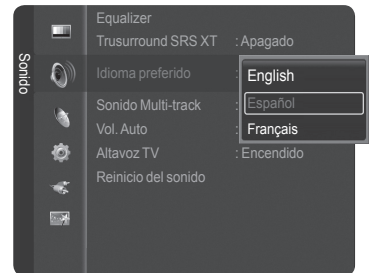 Sonido
Equalizer
Trusurround SRS XT : Apagado
Idioma preferido :
English
Español
Français
Sonido Multi-track :
Vol. Auto :
Altavoz TV : Encendido
Reinicio del sonido